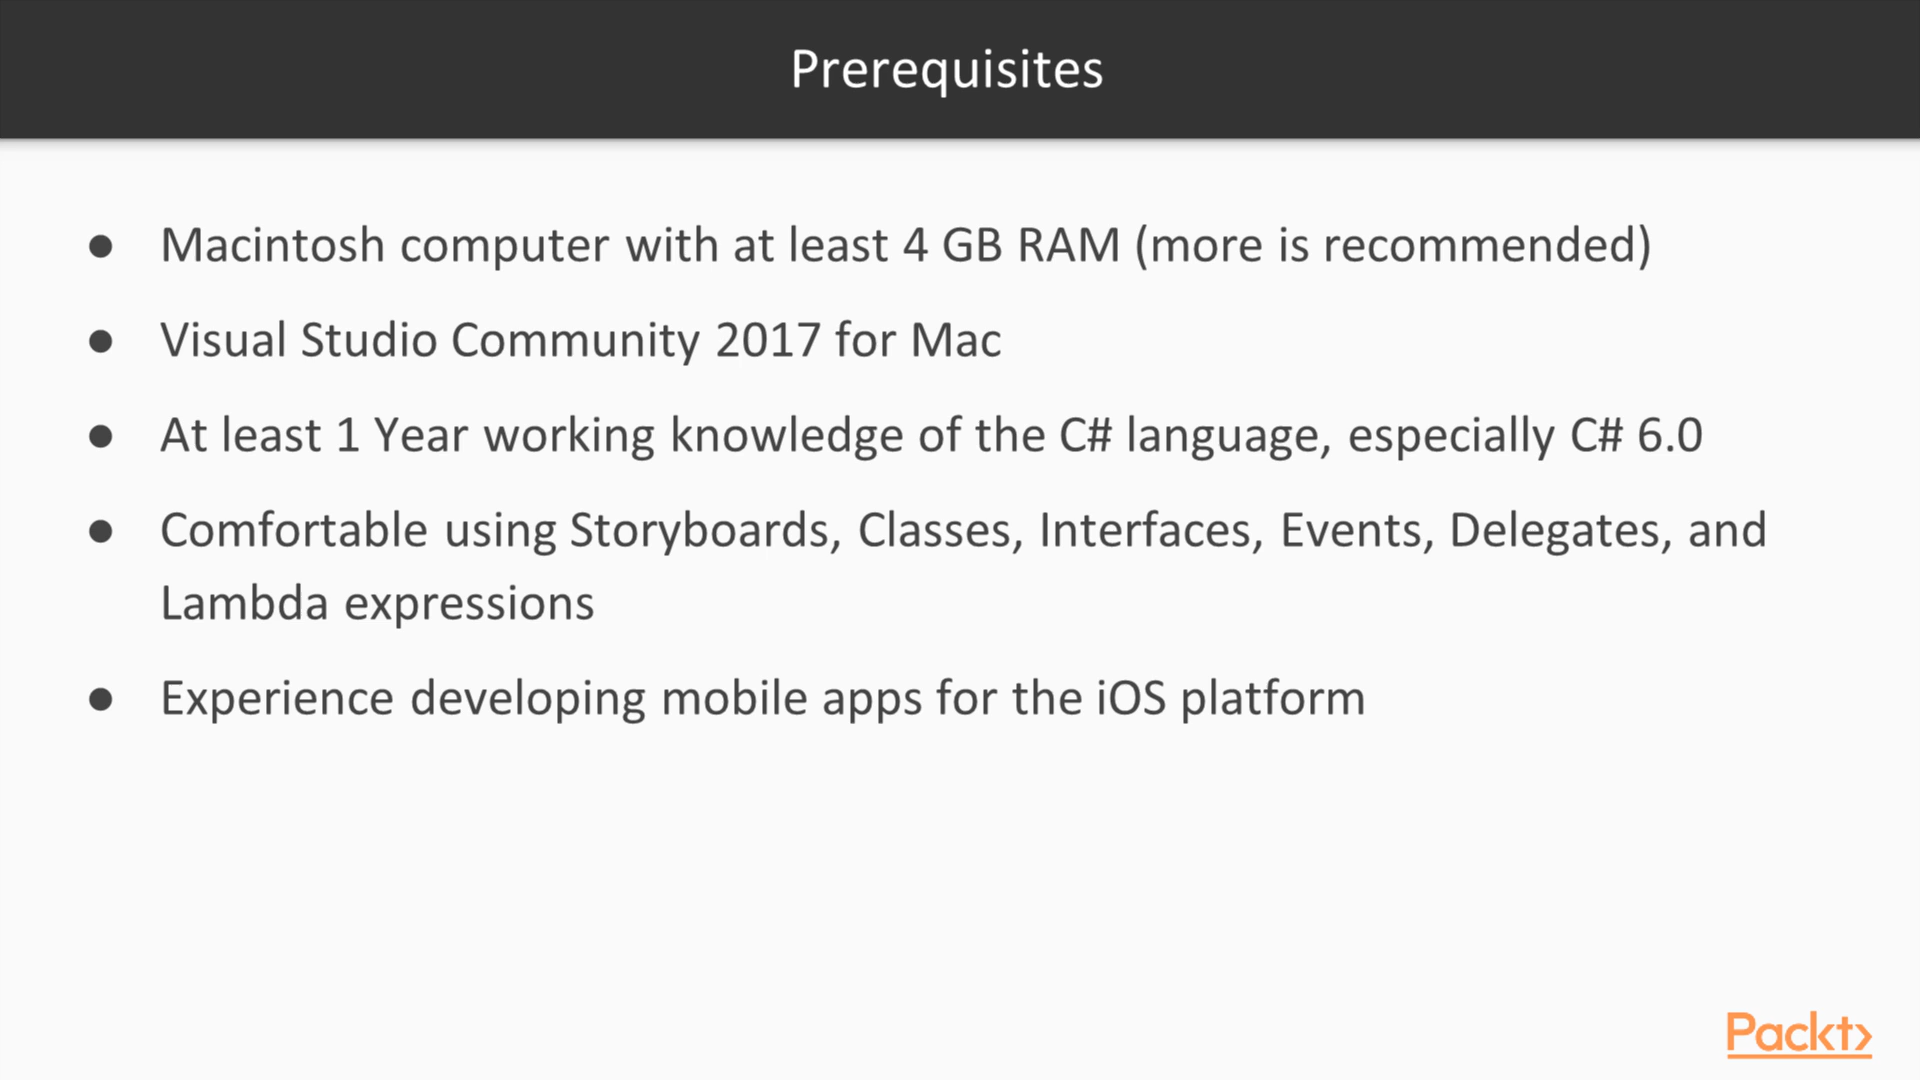 Prerequisites
● Macintosh computer with at least 4 GB RAM (more is recommended)
● Visual Studio Community 2017 for Mac
● At least 1 Year working knowledge of the C# language, especially C# 6.0
● Comfortable using Storyboards, Classes, Interfaces, Events, Delegates, and
Lambda expressions
● Experience developing mobile apps for the iOS platform
Packt>